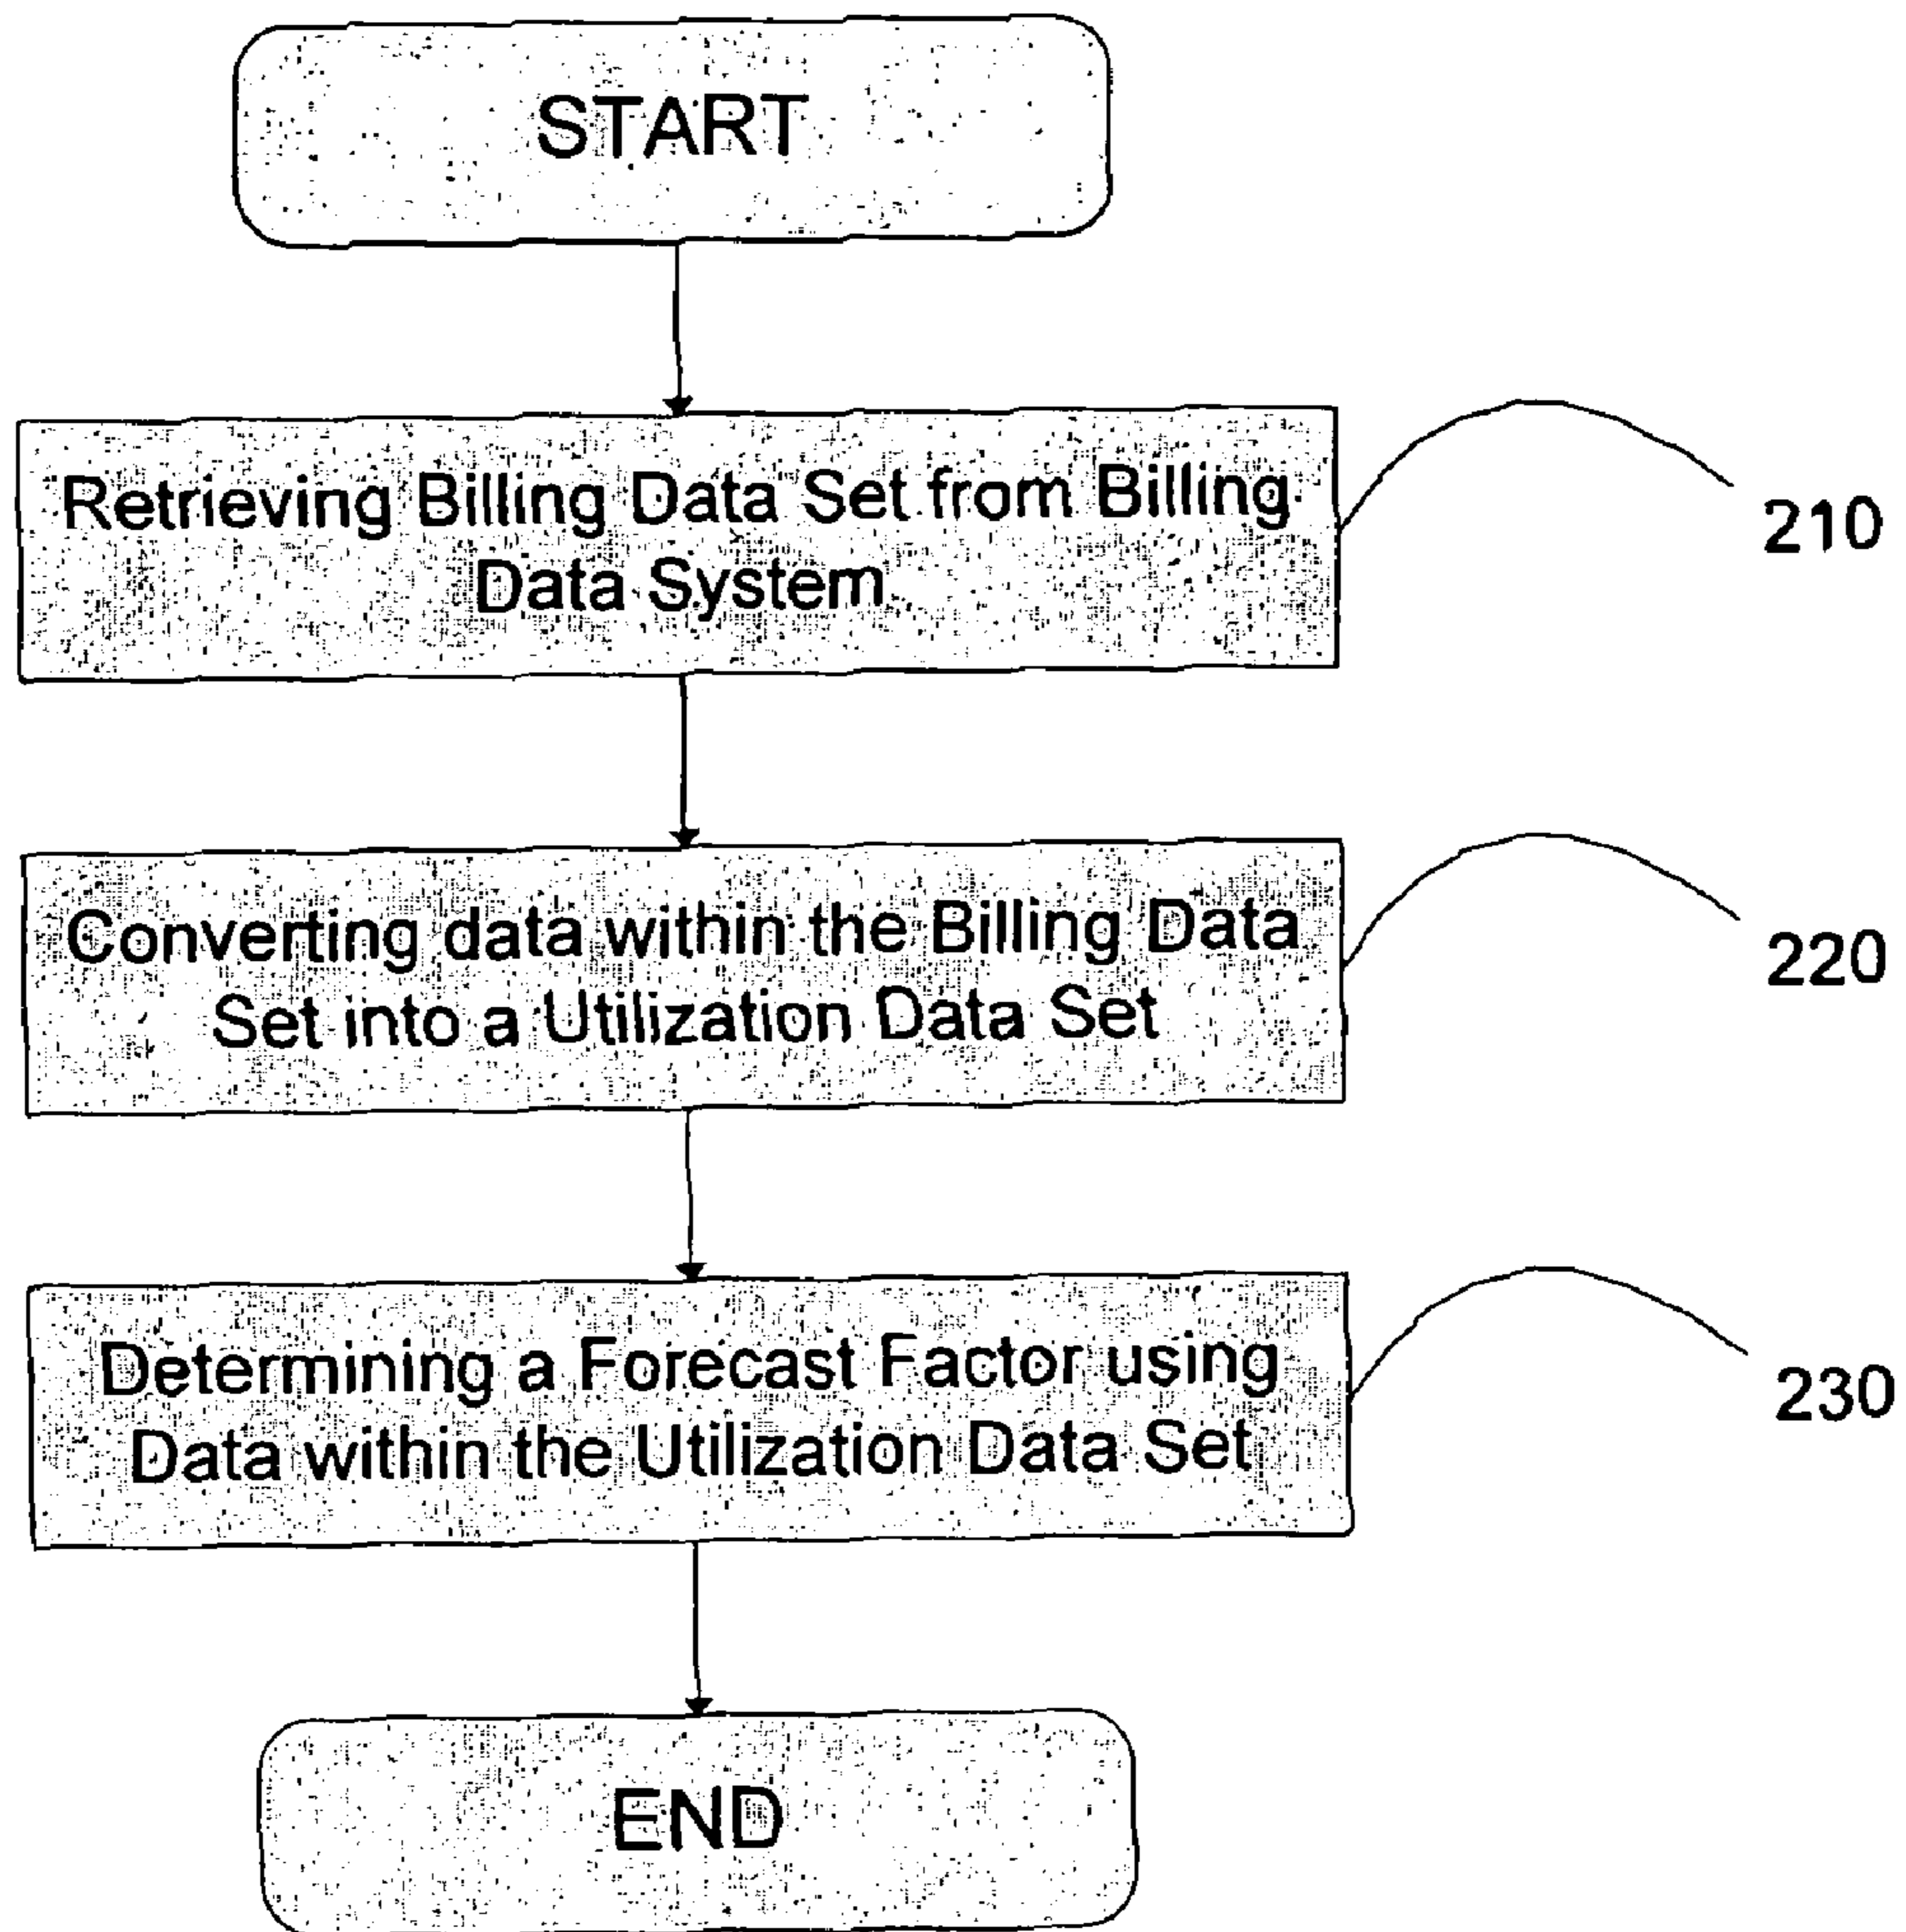 START
Retrieving Billing Data Set from Billing
Data System
210
Converting data within the Billing Data
Set into a Utilization Data Set
220
Determining a Forecast Factor using
Data within the Utilization Data Set
230
END